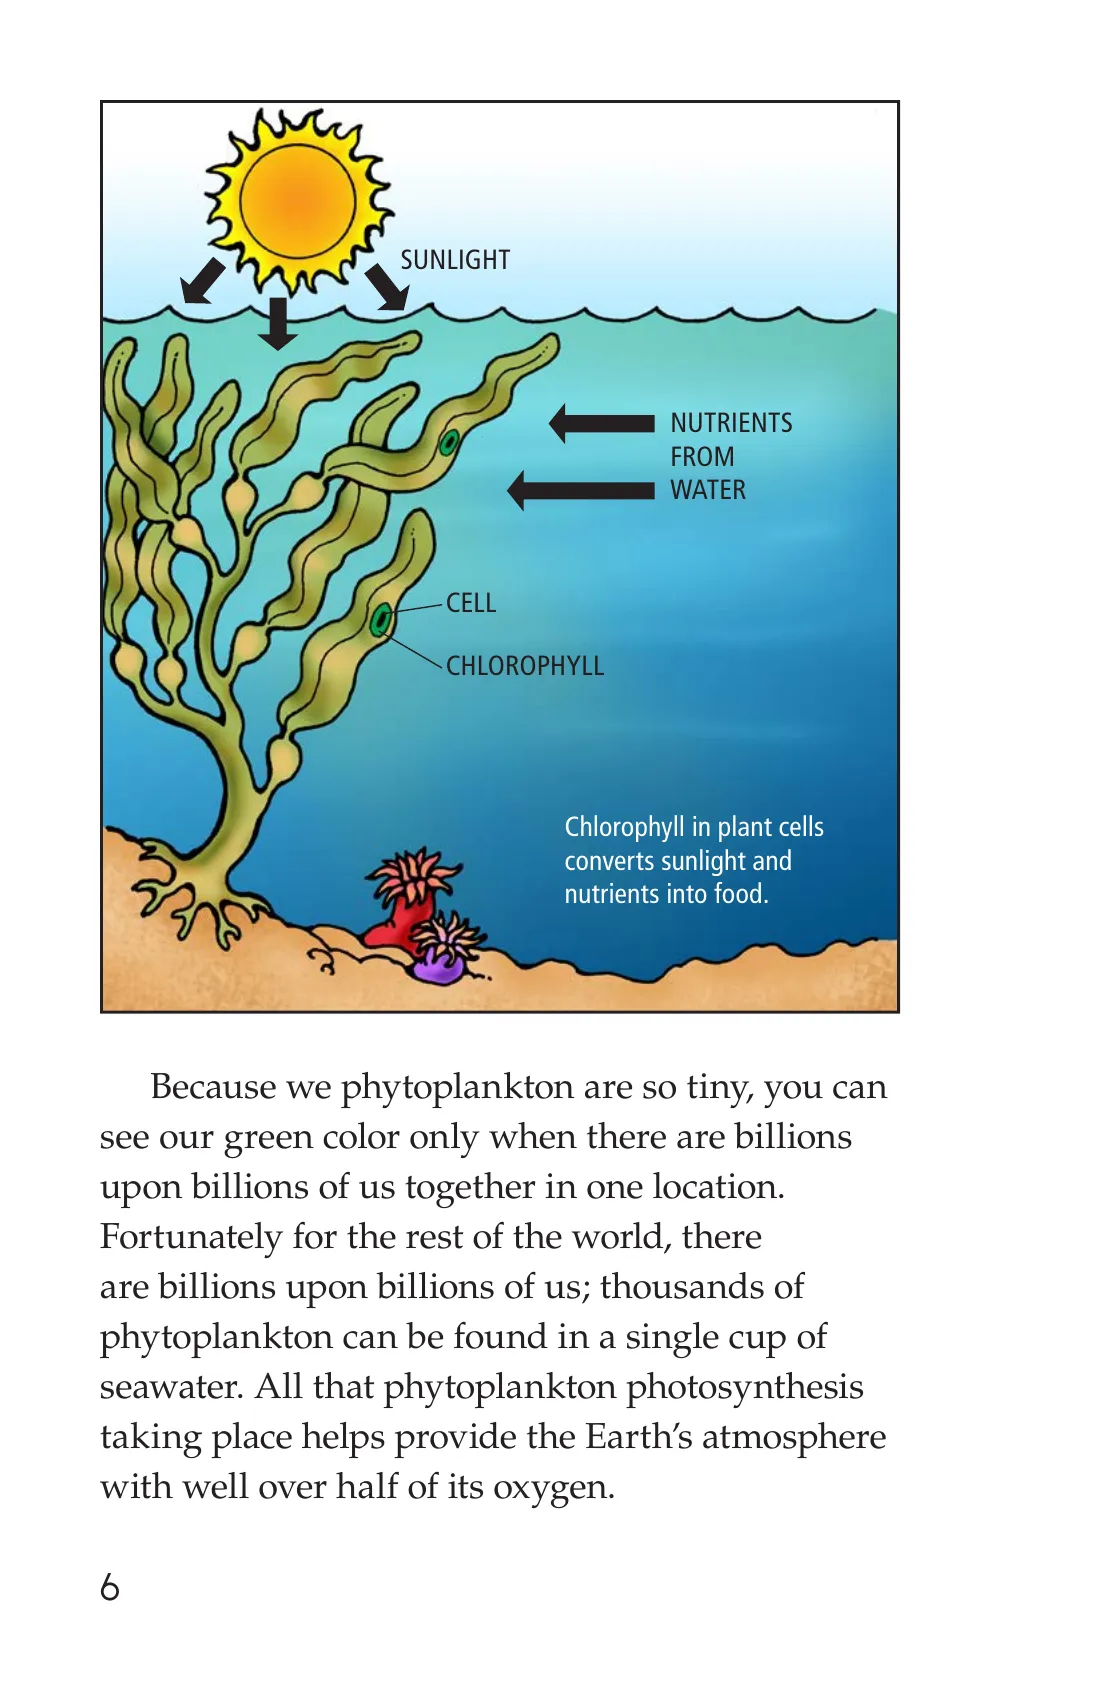 SUNLIGHT
NUTRIENTS
FROM
WATER
CELL
CHLOROPHYLL
Chlorophyll in plant cells
converts sunlight and
nutrients into food.
Because we phytoplankton are so tiny, you can
see our green color only when there are billions
upon billions of us together in one location.
Fortunately for the rest of the world, there
are billions upon billions of us; thousands of
phytoplankton can be found in a single cup of
seawater. All that phytoplankton photosynthesis
taking place helps provide the Earth’s atmosphere
with well over half of its oxygen.
6